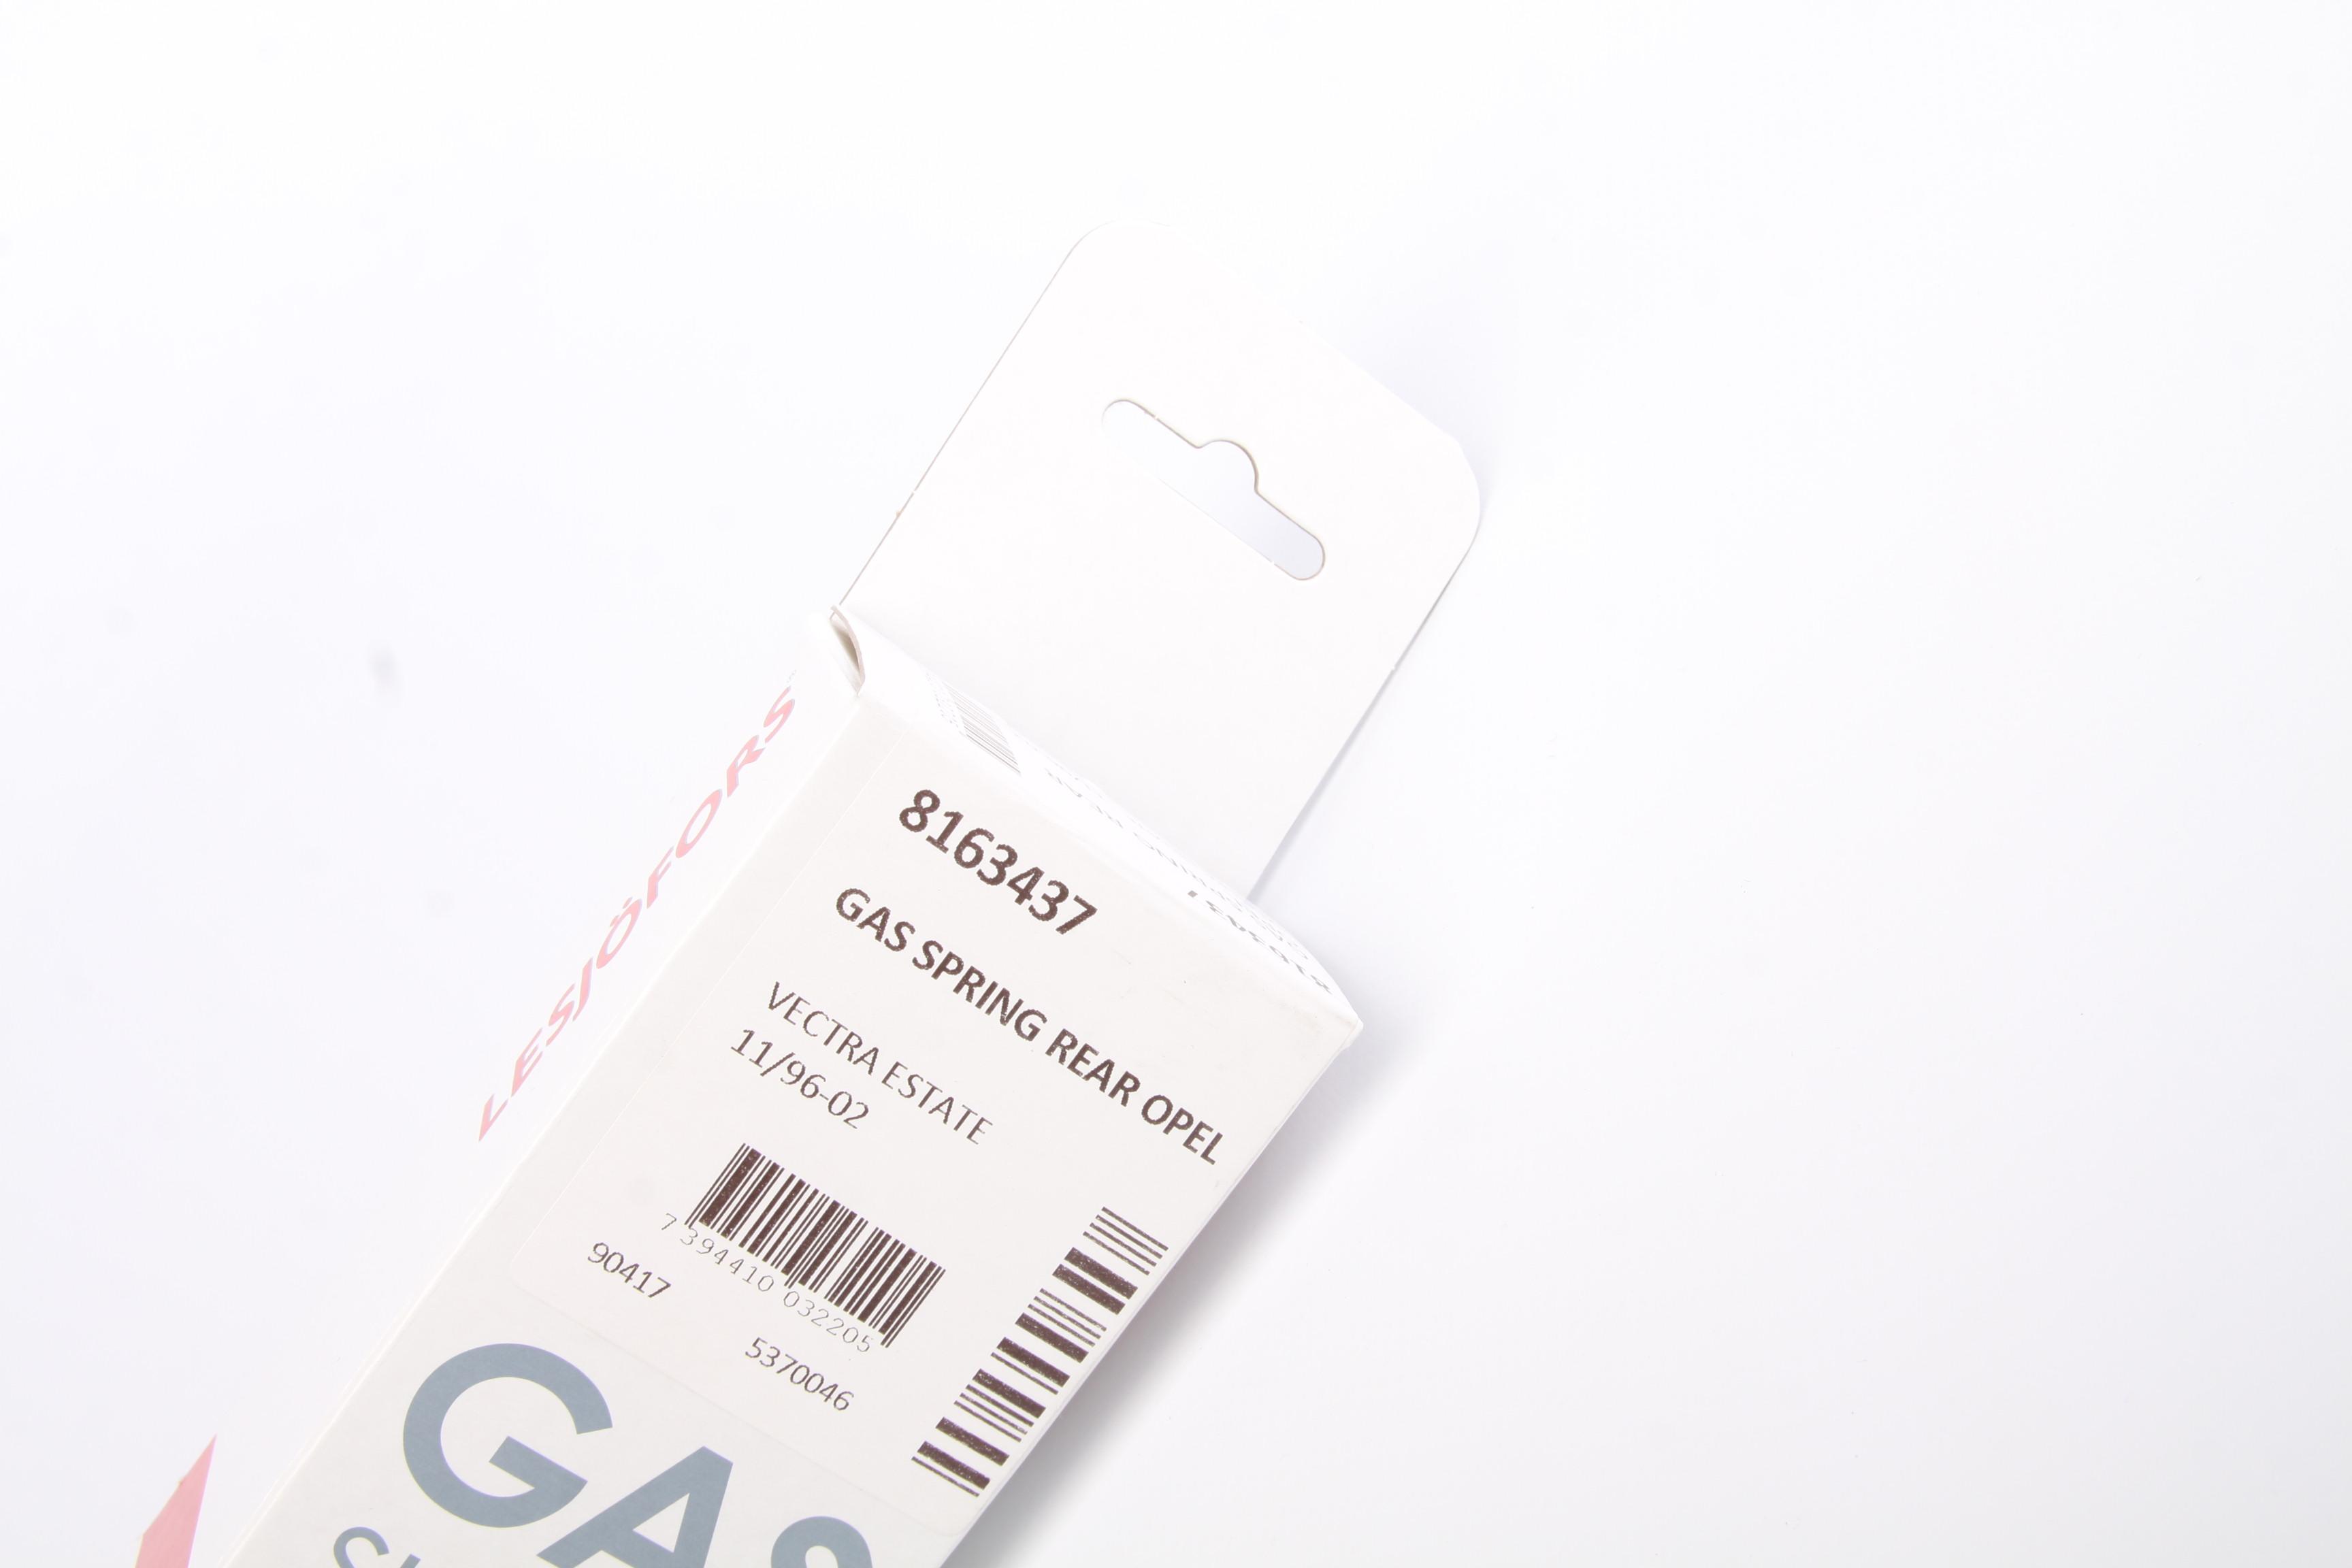 LESJÖFORS
8163437
GAS SPRING REAR OPEL
VECTRA ESTATE
11/96-02
7 394410 032205
90417
5370046
GAS